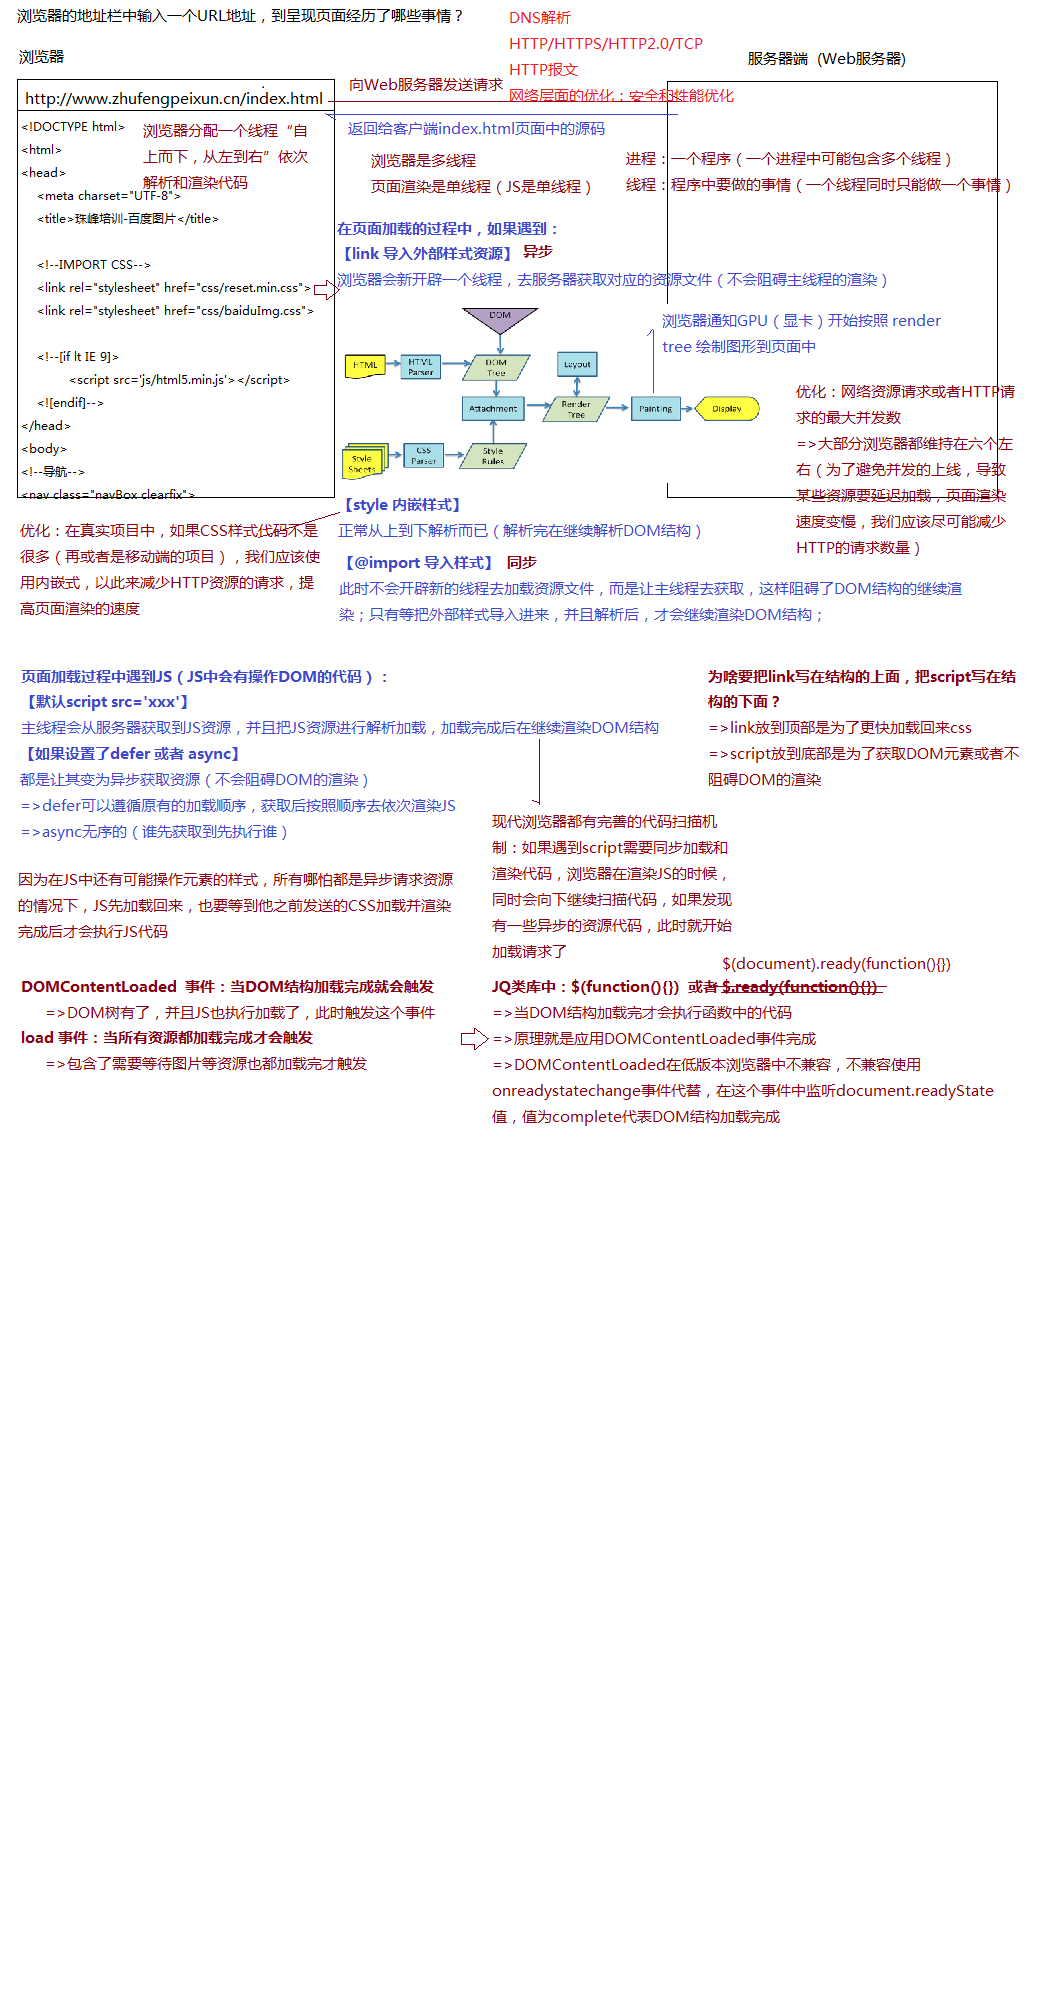 浏览器的地址栏中输入一个URL地址，到呈现页面经历了哪些事情？
DNS解析
HTTP/HTTPS/HTTP2.0/TCP
HTTP报文
网络层面的优化：安全和性能优化
浏览器
服务器端 (Web服务器)
向Web服务器发送请求
http://www.zhufengpeixun.cn/index.html
返回给客户端index.html页面中的源码
<!DOCTYPE html>
<html>
<head>
<meta charset="UTF-8">
<title>珠峰培训-百度图片</title>
<!--IMPORT CSS-->
<link rel="stylesheet" href="css/reset.min.css">
<link rel="stylesheet" href="css/baiduImg.css">
<!--[if lt IE 9]>
<script src='js/html5.min.js'></script>
<![endif]-->
</head>
<body>
<!--导航-->
<nav class="navBox clearfix">
浏览器分配一个线程“自
上而下，从左到右”依次
解析和渲染代码
浏览器是多线程
页面渲染是单线程（JS是单线程）
进程：一个程序（一个进程中可能包含多个线程）
线程：程序中要做的事情（一个线程同时只能做一个事情）
在页面加载的过程中，如果遇到：
【link 导入外部样式资源】 异步
浏览器会新开辟一个线程，去服务器获取对应的资源文件（不会阻碍主线程的渲染）
DOM
HTML
HTML
Parser
DOM
Tree
Layout
Attachment
Render
Tree
Painting
Display
Style
Sheets
CSS
Parser
Style
Rules
浏览器通知GPU（显卡）开始按照 render
tree 绘制图形到页面中
优化：网络资源请求或者HTTP请
求的最大并发数
=>大部分浏览器都维持在六个左
右（为了避免并发的上线，导致
某些资源要延迟加载，页面渲染
速度变慢，我们应该尽可能减少
HTTP的请求数量）
【style 内嵌样式】
正常从上到下解析而已（解析完在继续解析DOM结构）
优化：在真实项目中，如果CSS样式代码不是
很多（再或者是移动端的项目），我们应该使
用内嵌式，以此来减少HTTP资源的请求，提
高页面渲染的速度
【@import 导入样式】 同步
此时不会开辟新的线程去加载资源文件，而是让主线程去获取，这样阻碍了DOM结构的继续渲
染；只有等把外部样式导入进来，并且解析后，才会继续渲染DOM结构；
页面加载过程中遇到JS（JS中会有操作DOM的代码）：
【默认script src='xxx'】
主线程会从服务器获取到JS资源，并且把JS资源进行解析加载，加载完成后在继续渲染DOM结构
【如果设置了defer 或者 async】
都是让其变为异步获取资源（不会阻碍DOM的渲染）
=>defer可以遵循原有的加载顺序，获取后按照顺序去依次渲染JS
=>async无序的（谁先获取到先执行谁）
为啥要把link写在结构的上面，把script写在结
构的下面？
=>link放到顶部是为了更快加载回来css
=>script放到底部是为了获取DOM元素或者不
阻碍DOM的渲染
现代浏览器都有完善的代码扫描机
制：如果遇到script需要同步加载和
渲染代码，浏览器在渲染JS的时候，
同时会向下继续扫描代码，如果发现
有一些异步的资源代码，此时就开始
加载请求了
因为在JS中还有可能操作元素的样式，所有哪怕都是异步请求资源
的情况下，JS先加载回来，也要等到他之前发送的CSS加载并渲染
完成后才会执行JS代码
$(document).ready(function(){})
DOMContentLoaded 事件：当DOM结构加载完成就会触发
=>DOM树有了，并且JS也执行加载了，此时触发这个事件
load 事件：当所有资源都加载完成才会触发
=>包含了需要等待图片等资源也都加载完才触发
JQ类库中：$(function(){}) 或者 $.ready(function(){})
=>当DOM结构加载完才会执行函数中的代码
=>原理就是应用DOMContentLoaded事件完成
=>DOMContentLoaded在低版本浏览器中不兼容，不兼容使用
onreadystatechange事件代替，在这个事件中监听document.readyState
值，值为complete代表DOM结构加载完成